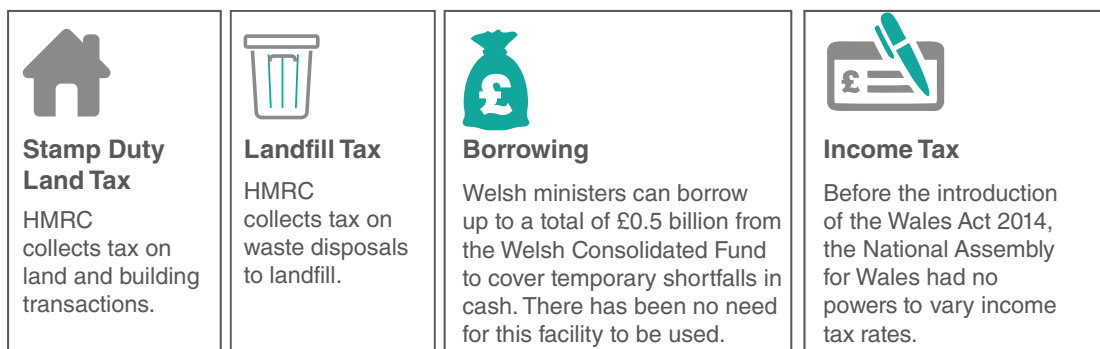 Stamp Duty
Land Tax
HMRC
collects tax on
land and building
transactions.
Landfill Tax
HMRC
collects tax on
waste disposals
to landfill.
£
Borrowing
Welsh ministers can borrow
up to a total of £0.5 billion from
the Welsh Consolidated Fund
to cover temporary shortfalls in
cash. There has been no need
for this facility to be used.
£
Income Tax
Before the introduction
of the Wales Act 2014,
the National Assembly
for Wales had no
powers to vary income
tax rates.